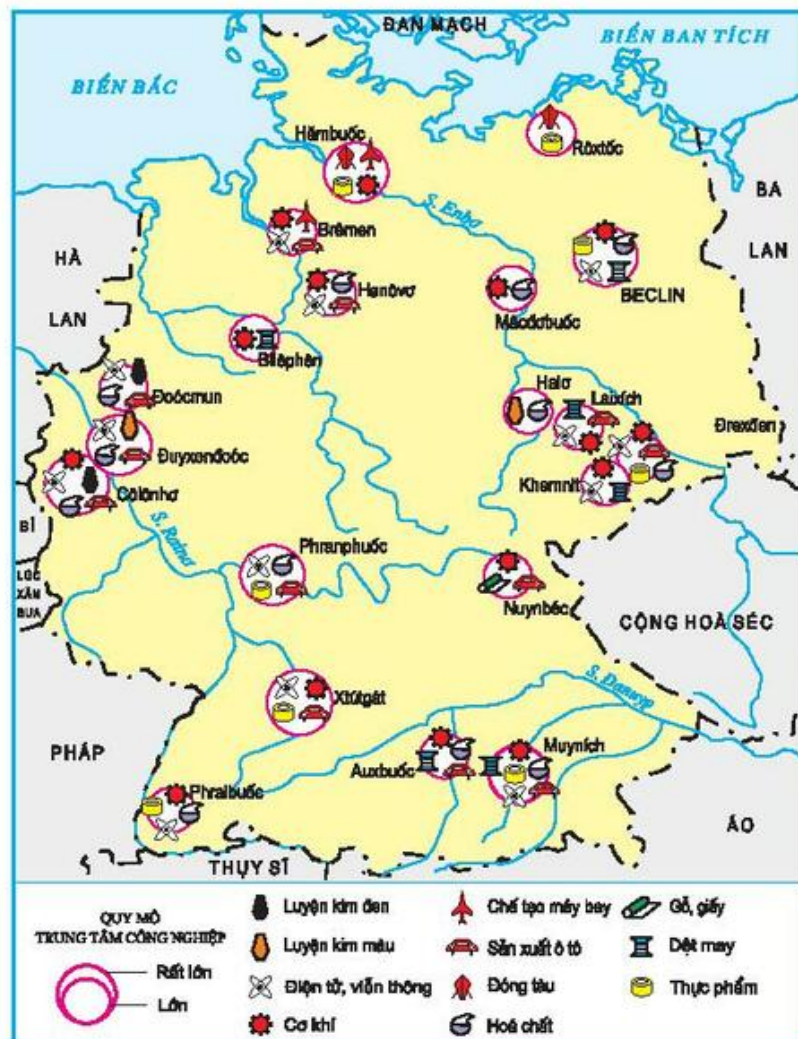 ĐAN MẠCH
BIỂN BAN TÍCH
BIỂN BẮC
Hămbuốc
Rôxtốc
BA
LAN
S. Enbơ
Brêmen
HÀ
LAN
Hanôvơ
BECLIN
Măcđơbuốc
Bilêphen
Halơ
Laixích
Đoócmun
Đrexđen
Đuyxenđoóc
Khemnít
Côlônhơ
BỈ
S. Rainơ
LÚC
XĂM
BUA
Phranphuốc
Nuynbéc
CỘNG HOÀ SÉC
Xtútgát
S. Đanuyp
PHÁP
Auxbuốc
Muyních
Phraibuốc
ÁO
THỤY SĨ
QUY MÔ
TRUNG TÂM CÔNG NGHIỆP
Rất lớn
Lớn
Luyện kim đen
Luyện kim màu
Điện tử, viễn thông
Cơ khí
Chế tạo máy bay
Sản xuất ô tô
Đóng tàu
Hoá chất
Gỗ, giấy
Dệt may
Thực phẩm